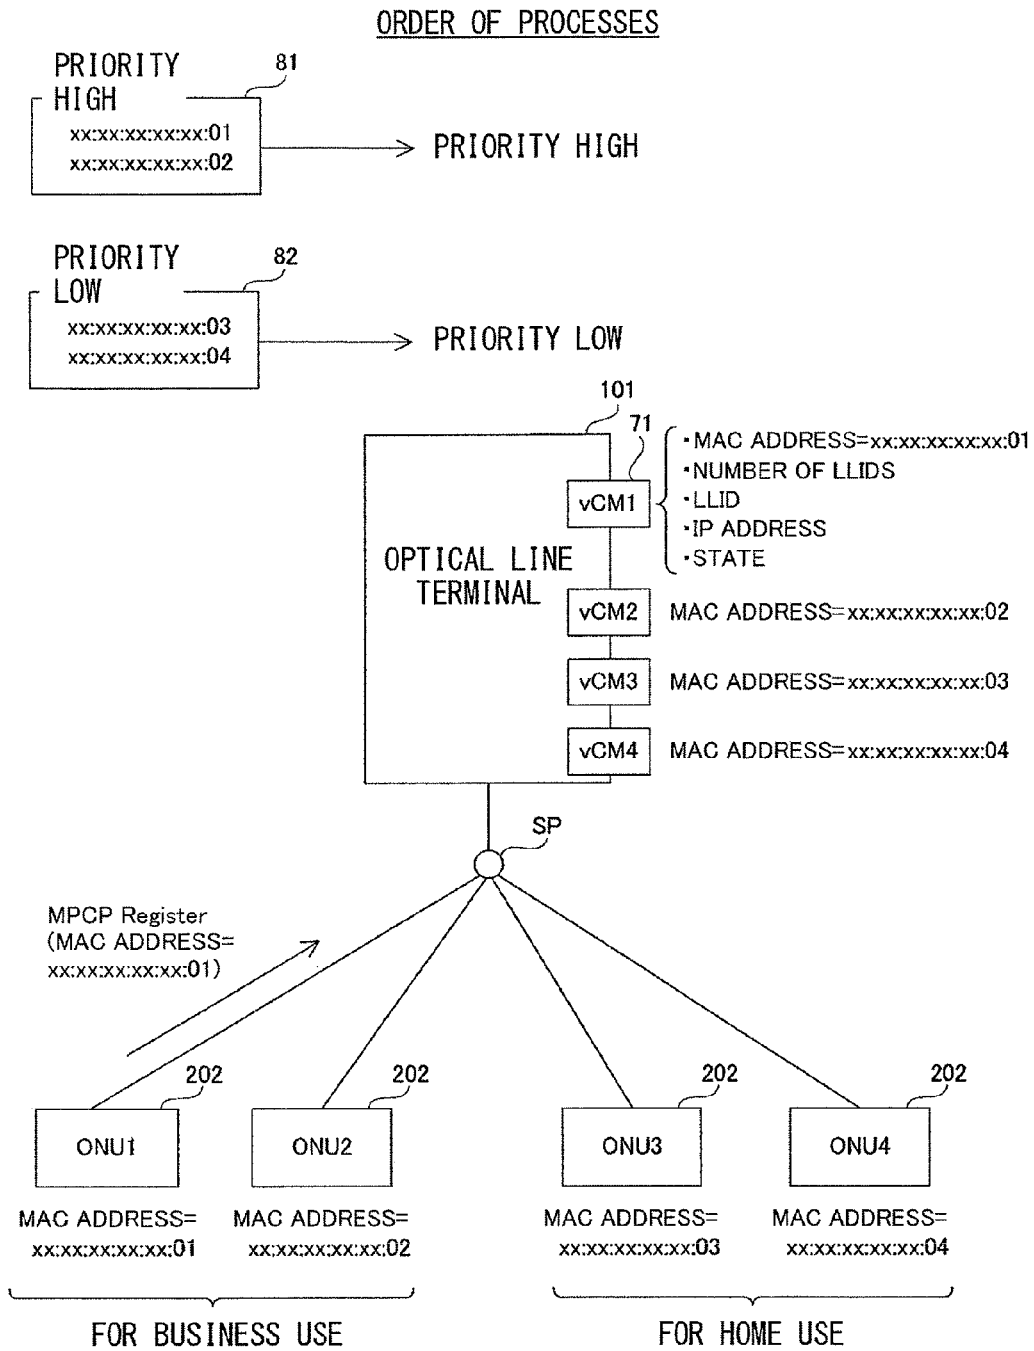 ORDER OF PROCESSES
PRIORITY
HIGH
81
xx:xx:xx:xx:xx:01
xx:xx:xx:xx:xx:02
PRIORITY HIGH
PRIORITY
LOW
82
xx:xx:xx:xx:xx:03
xx:xx:xx:xx:xx:04
PRIORITY LOW
101
71
vCM1
・MAC ADDRESS=xx:xx:xx:xx:xx:01
・NUMBER OF LLIDS
・LLID
・IP ADDRESS
・STATE
OPTICAL LINE
TERMINAL
vCM2
MAC ADDRESS=xx:xx:xx:xx:xx:02
vCM3
MAC ADDRESS=xx:xx:xx:xx:xx:03
vCM4
MAC ADDRESS=xx:xx:xx:xx:xx:04
SP
MPCP Register
(MAC ADDRESS=
xx:xx:xx:xx:xx:01)
202
202
202
202
ONU1
ONU2
ONU3
ONU4
MAC ADDRESS=
xx:xx:xx:xx:xx:01
MAC ADDRESS=
xx:xx:xx:xx:xx:02
MAC ADDRESS=
xx:xx:xx:xx:xx:03
MAC ADDRESS=
xx:xx:xx:xx:xx:04
FOR BUSINESS USE
FOR HOME USE